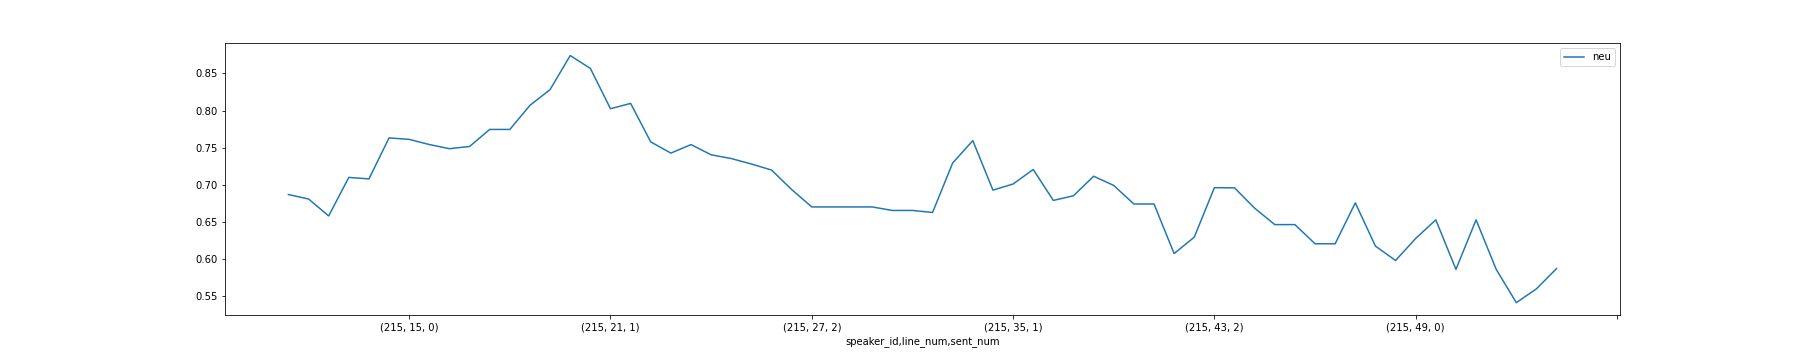 neu
0.85
0.80
0.75
0.70
0.65
0.60
0.55
(215, 15, 0) (215, 21, 1) (215, 27, 2) (215, 35, 1) (215, 43, 2) (215, 49, 0)
speaker_id,line_num,sent_num